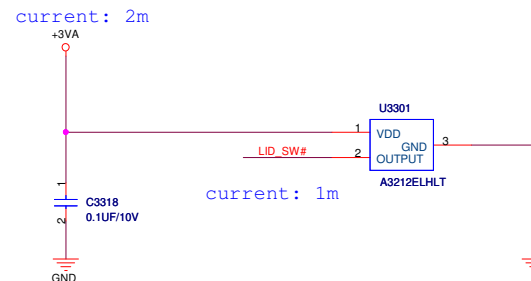 current: 2m
+3VA
U3301
1
VDD
GND
3
LID_SW#
2
OUTPUT
A3212ELHLT
current: 1m
1
C3318
0.1UF/10V
2
GND